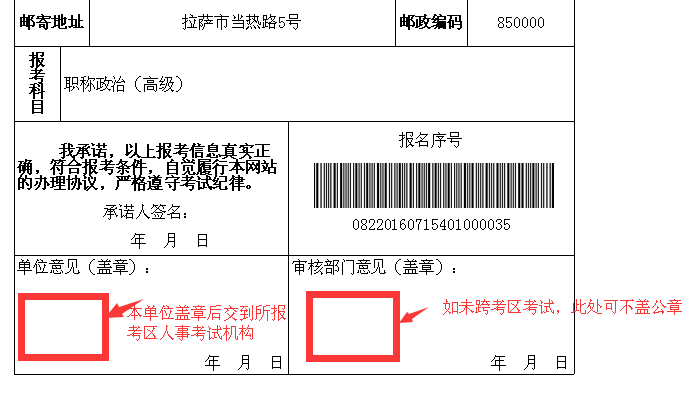 邮寄地址 拉萨市当热路5号 邮政编码 850000
报考科目 职称政治（高级）
我承诺，以上报考信息真实正
确，符合报考条件，自觉履行本网站
的办理协议，严格遵守考试纪律。
承诺人签名：
年 月 日
报名序号
08220160715401000035
单位意见（盖章）：
本单位盖章后交到所报
考区人事考试机构
年 月 日
审核部门意见（盖章）：
如未跨考区考试，此处可不盖公章
年 月 日